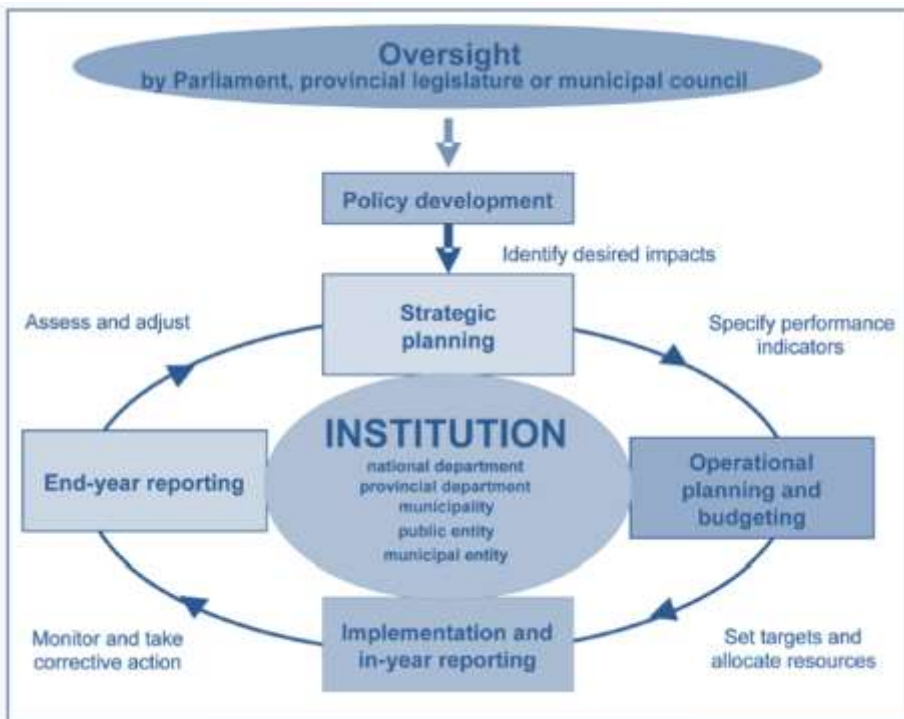 Oversight
by Parliament, provincial legislature or municipal council
Policy development
Identify desired impacts
Strategic
planning
Assess and adjust
Specify performance
indicators
INSTITUTION
national department
provincial department
municipality
public entity
municipal entity
End-year reporting
Operational
planning and
budgeting
Monitor and take
corrective action
Implementation and
in-year reporting
Set targets and
allocate resources